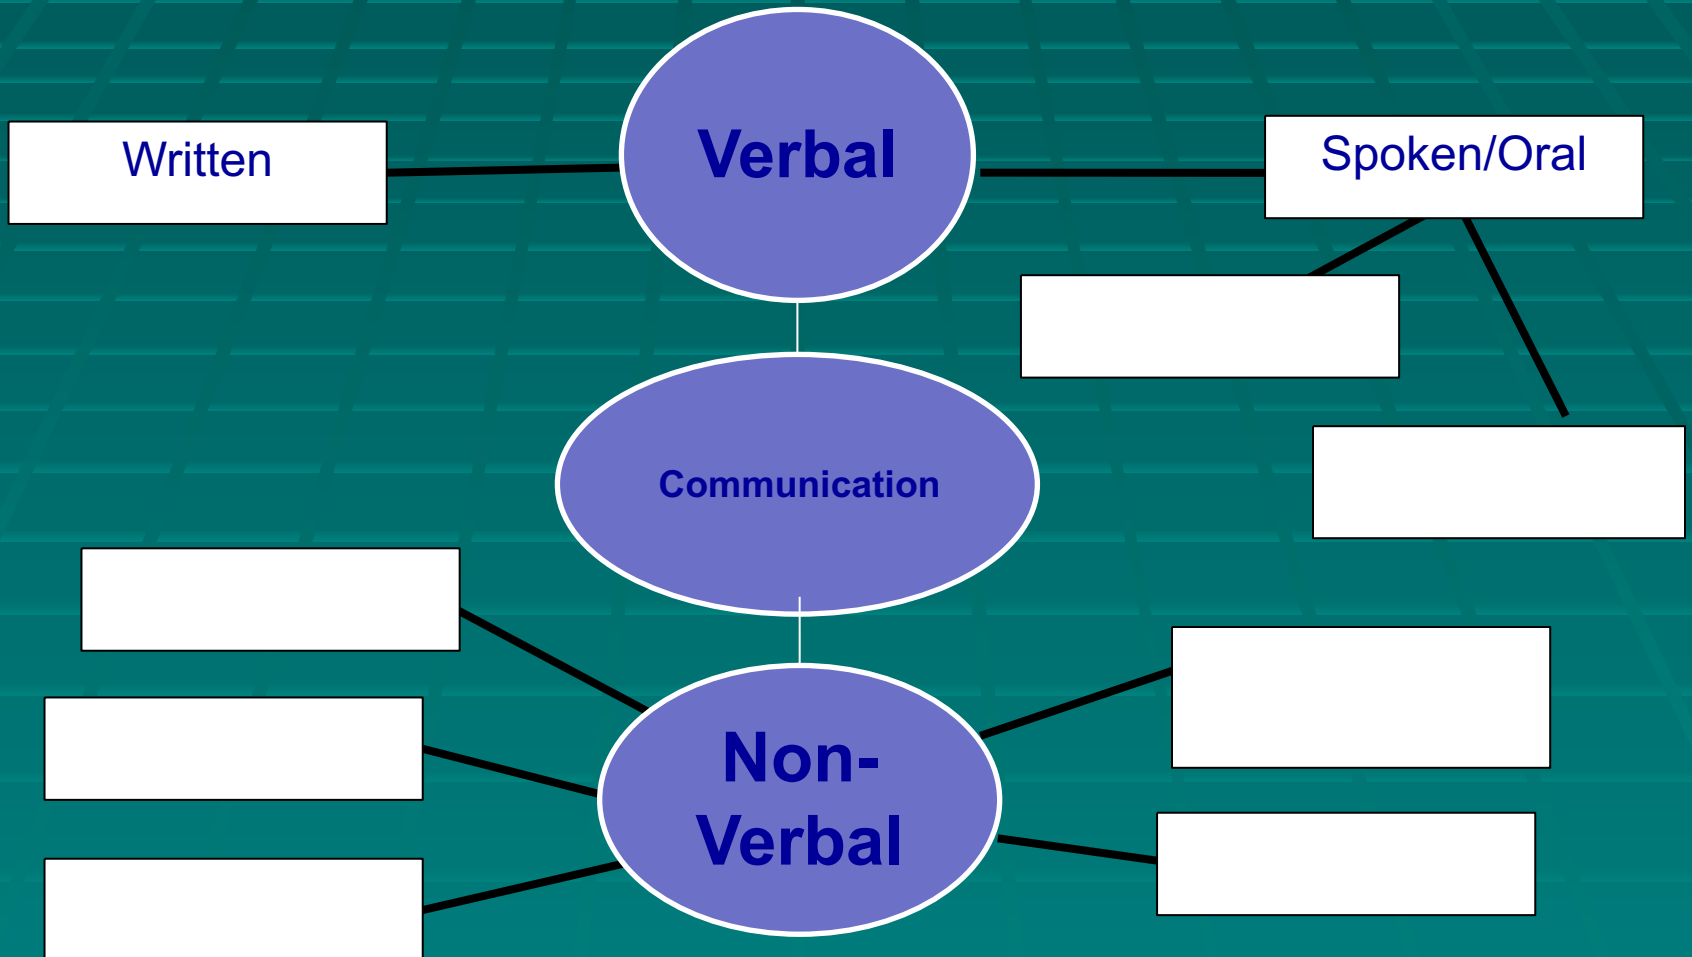 Verbal
Written
Spoken/Oral
Communication
Non-
Verbal